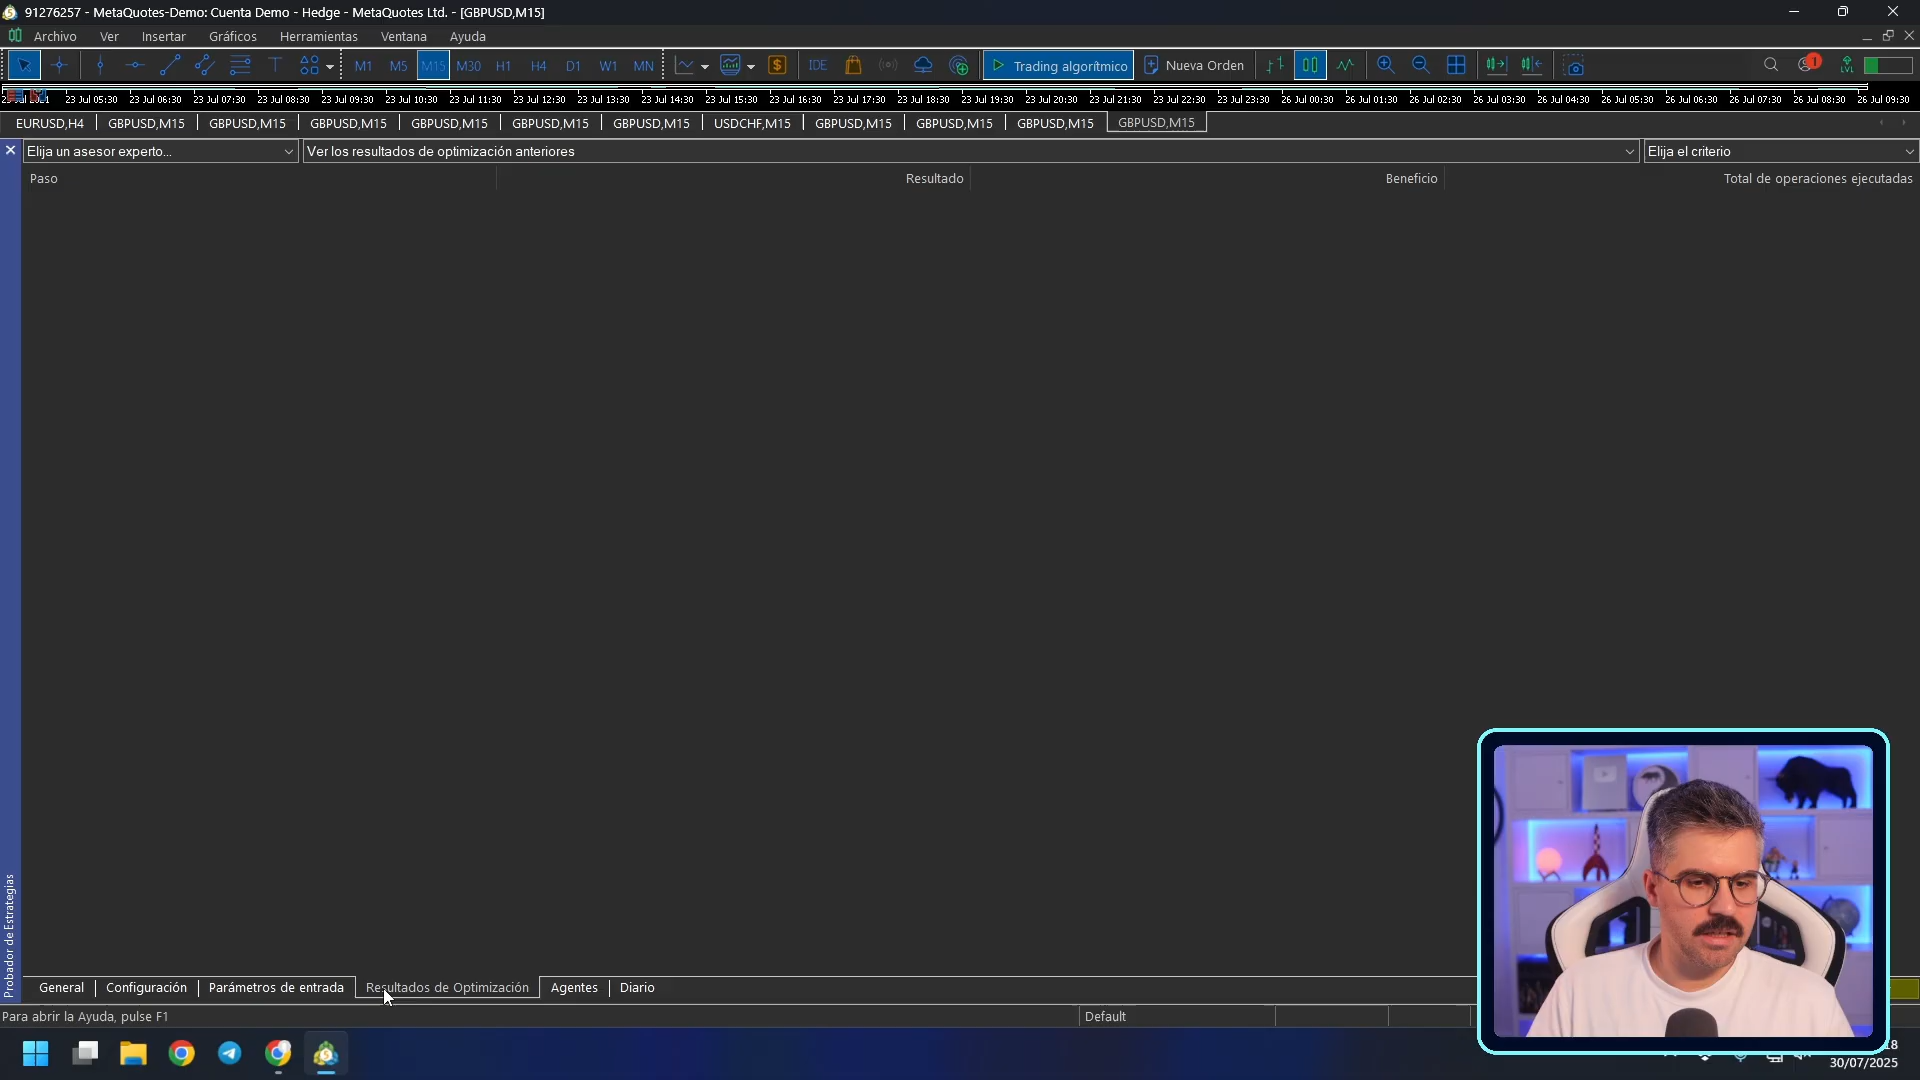 91276257 - MetaQuotes-Demo: Cuenta Demo - Hedge - MetaQuotes Ltd. - [GBPUSD,M15]
Archivo Ver Insertar Gráficos Herramientas Ventana Ayuda
M1 M5 M15 M30 H1 H4 D1 W1 MN IDE Trading algorítmico Nueva Orden 1
23 Jul 05:30 23 Jul 06:30 23 Jul 07:30 23 Jul 08:30 23 Jul 09:30 23 Jul 10:30 23 Jul 11:30 23 Jul 12:30 23 Jul 13:30 23 Jul 14:30 23 Jul 15:30 23 Jul 16:30 23 Jul 17:30 23 Jul 18:30 23 Jul 19:30 23 Jul 20:30 23 Jul 21:30 23 Jul 22:30 23 Jul 23:30 26 Jul 00:30 26 Jul 01:30 26 Jul 02:30 26 Jul 03:30 26 Jul 04:30 26 Jul 05:30 26 Jul 06:30 26 Jul 07:30 26 Jul 08:30 26 Jul 09:30
EURUSD,H4 GBPUSD,M15 GBPUSD,M15 GBPUSD,M15 GBPUSD,M15 GBPUSD,M15 GBPUSD,M15 USDCHF,M15 GBPUSD,M15 GBPUSD,M15 GBPUSD,M15 GBPUSD,M15
Elija un asesor experto... Ver los resultados de optimización anteriores Elija el criterio
Paso Resultado Beneficio Total de operaciones ejecutadas
Probador de Estrategias
General Configuración Parámetros de entrada Resultados de Optimización Agentes Diario
Para abrir la Ayuda, pulse F1 Default
18
30/07/2025